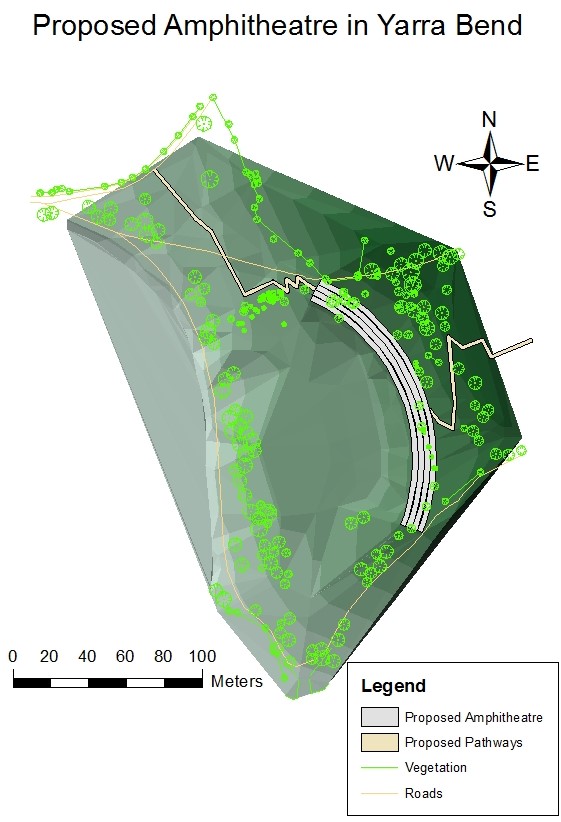 Proposed Amphitheatre in Yarra Bend
N
W E
S
0 20 40 60 80 100
Meters
Legend
Proposed Amphitheatre
Proposed Pathways
Vegetation
Roads